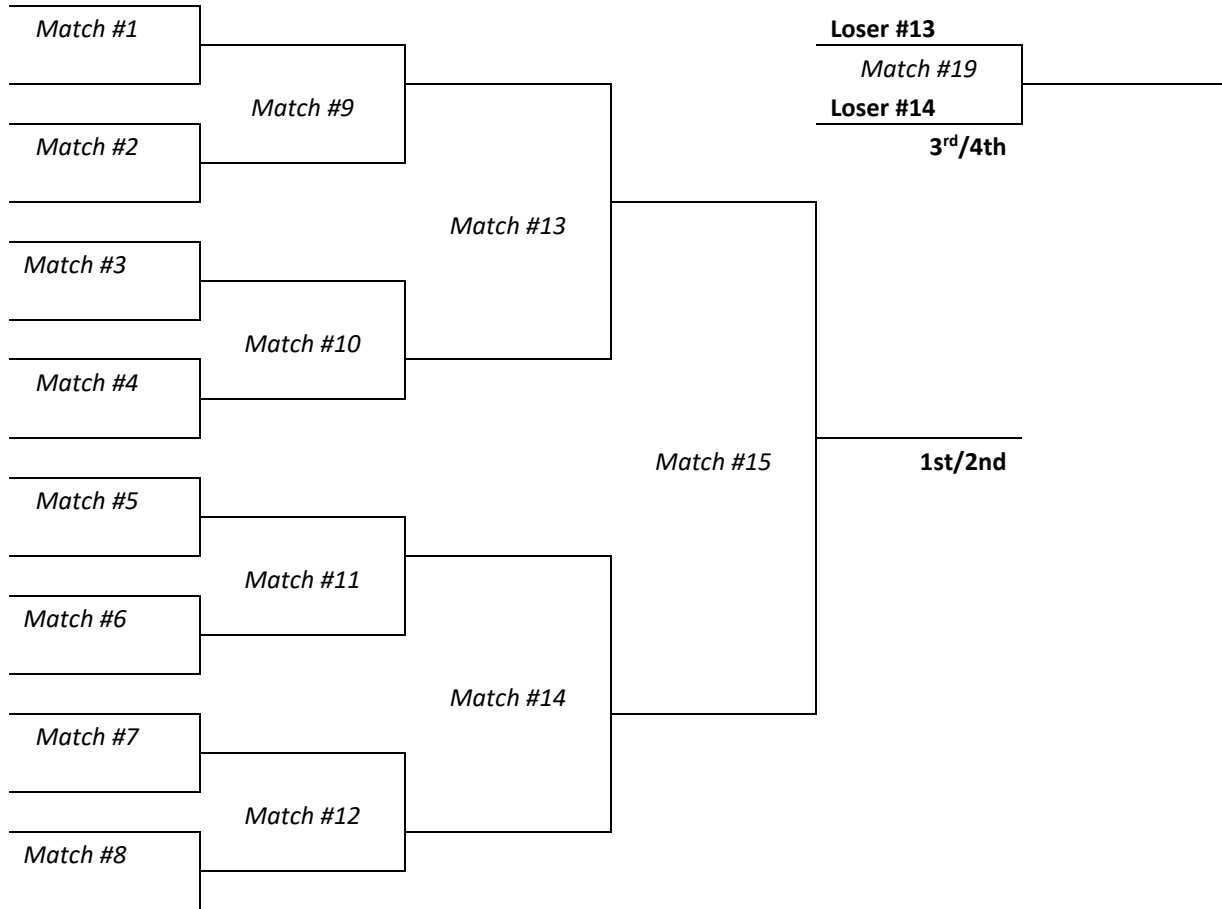 Match #1
Match #2
Match #3
Match #4
Match #5
Match #6
Match #7
Match #8
Match #9
Match #10
Match #11
Match #12
Match #13
Match #14
Match #15
1st/2nd
Loser #13
Match #19
Loser #14
3rd/4th